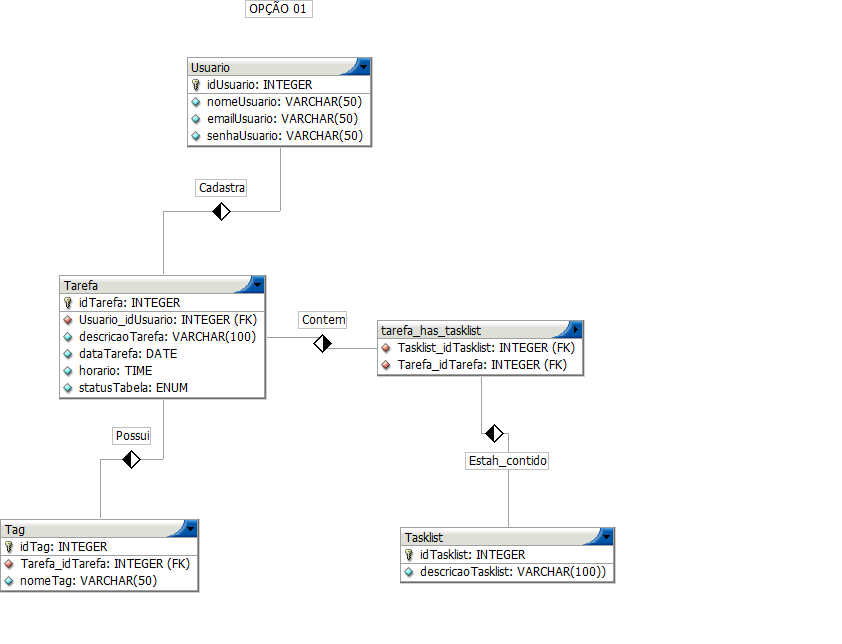 OPÇÃO 01
Usuario
idUsuario: INTEGER
nomeUsuario: VARCHAR(50)
emailUsuario: VARCHAR(50)
senhaUsuario: VARCHAR(50)
Cadastra
Tarefa
idTarefa: INTEGER
Usuario_idUsuario: INTEGER (FK)
descricaoTarefa: VARCHAR(100)
dataTarefa: DATE
horario: TIME
statusTabela: ENUM
Contem
tarefa_has_tasklist
Tasklist_idTasklist: INTEGER (FK)
Tarefa_idTarefa: INTEGER (FK)
Possui
Estah_contido
Tag
idTag: INTEGER
Tarefa_idTarefa: INTEGER (FK)
nomeTag: VARCHAR(50)
Tasklist
idTasklist: INTEGER
descricaoTasklist: VARCHAR(100))